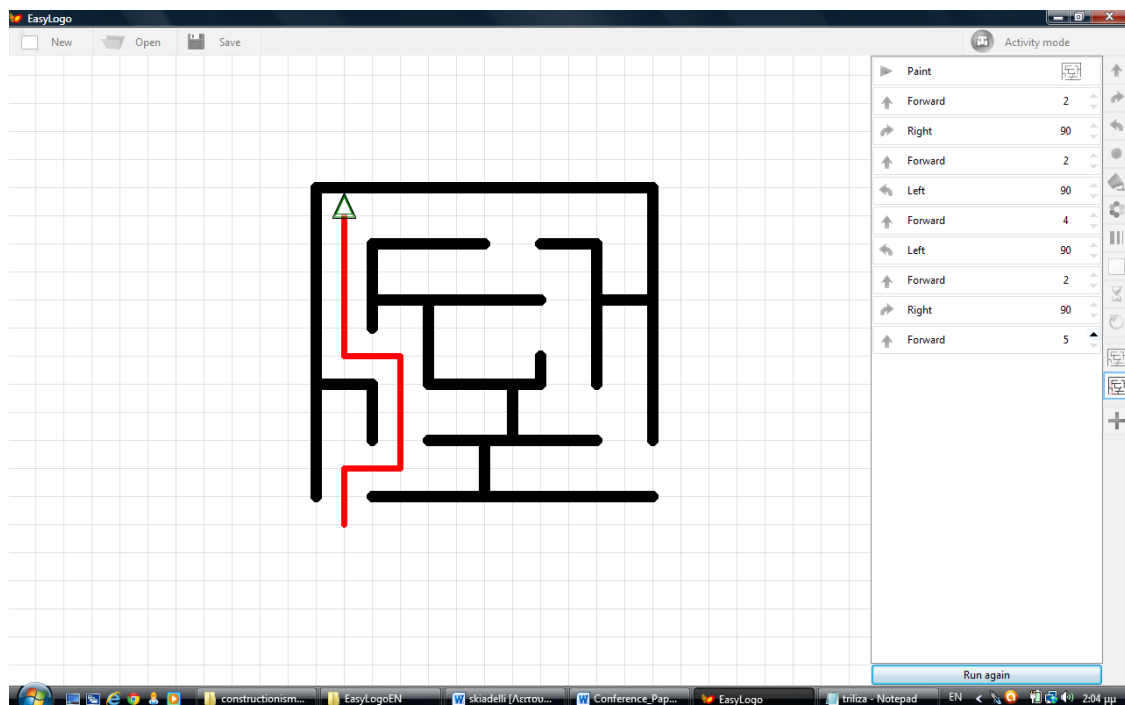 EasyLogo
New Open Save Activity mode
Paint
Forward 2
Right 90
Forward 2
Left 90
Forward 4
Left 90
Forward 2
Right 90
Forward 5
Run again
constructionism... EasyLogoEN skiadelli [Λειτου... Conference_Pap... EasyLogo triliza - Notepad EN 2:04 μμ